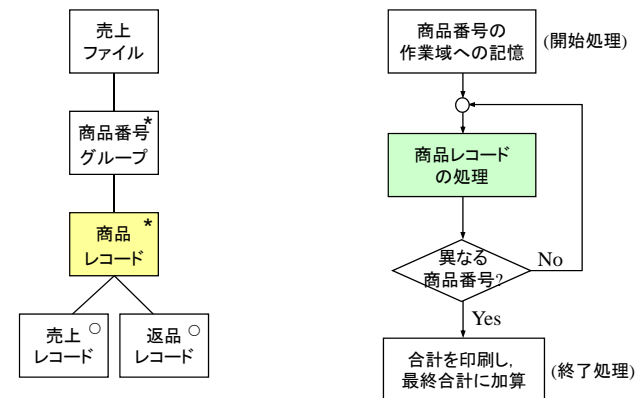 売上
ファイル
商品番号*
グループ
商品*
レコード
売上○
レコード
返品○
レコード
商品番号の
作業域への記憶
(開始処理)
商品レコード
の処理
異なる
商品番号?
No
Yes
合計を印刷し,
最終合計に加算
(終了処理)